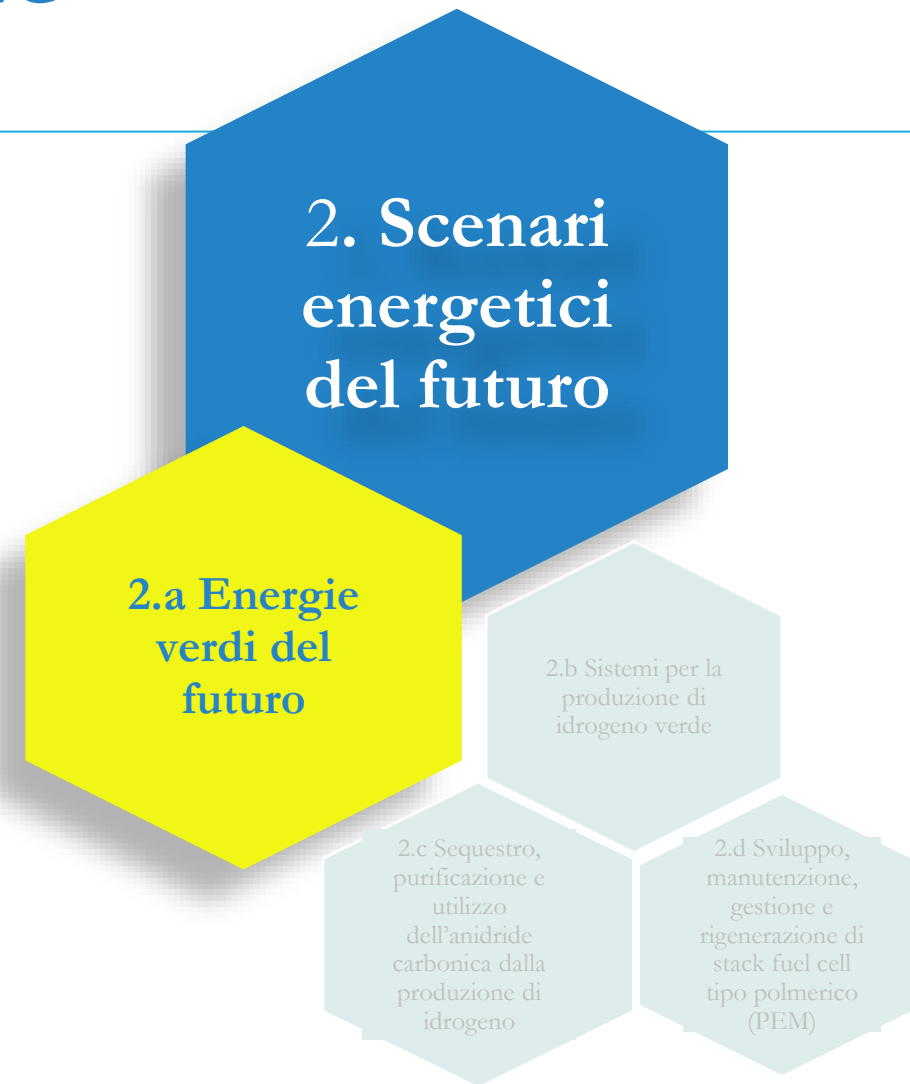 2. Scenari
energetici
del futuro
2.a Energie
verdi del
futuro
2.b Sistemi per la
produzione di
idrogeno verde
2.c Sequestro,
purificazione e
utilizzo
dell'anidride
carbonica dalla
produzione di
idrogeno
2.d Sviluppo,
manutenzione,
gestione e
rigenerazione di
stack fuel cell
tipo polmerico
(PEM)